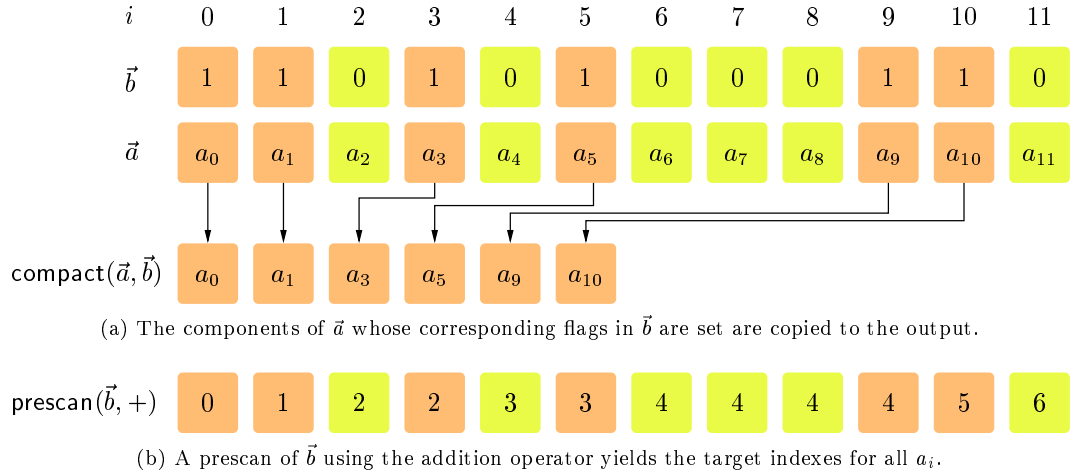 i 0 1 2 3 4 5 6 7 8 9 10 11
b⃗ 1 1 0 1 0 1 0 0 0 1 1 0
a⃗ a₀ a₁ a₂ a₃ a₄ a₅ a₆ a₇ a₈ a₉ a₁₀ a₁₁
compact(a⃗, b⃗) a₀ a₁ a₃ a₅ a₉ a₁₀
(a) The components of a⃗ whose corresponding flags in b⃗ are set are copied to the output.
prescan(b⃗, +) 0 1 2 2 3 3 4 4 4 4 5 6
(b) A prescan of b⃗ using the addition operator yields the target indexes for all aᵢ.